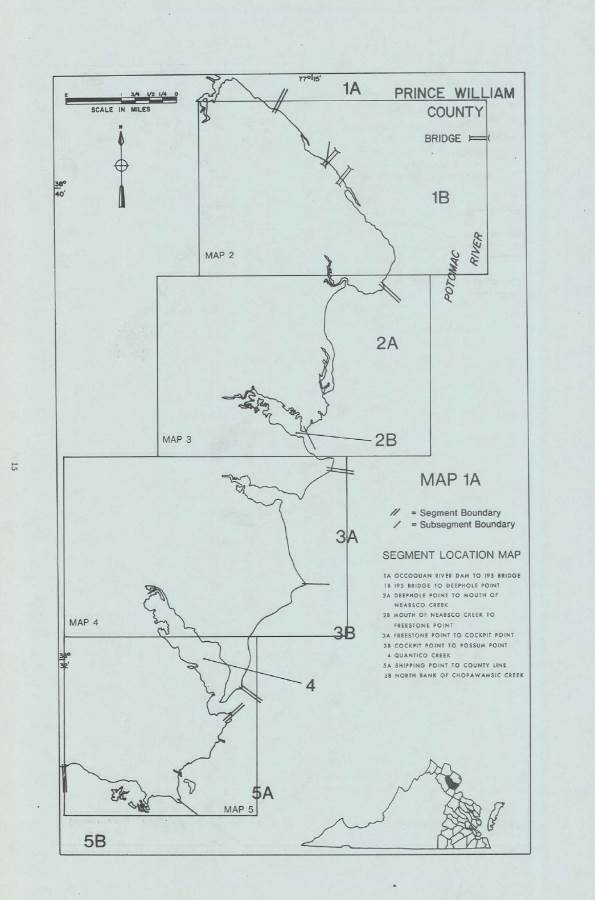 77°15'
1A
PRINCE WILLIAM
COUNTY
2 1 3/4 1/2 1/4 0
SCALE IN MILES
N
BRIDGE
38°
40'
1B
POTOMAC
RIVER
MAP 2
2A
2B
MAP 3
15
MAP 1A
// = Segment Boundary
/ = Subsegment Boundary
3A
SEGMENT LOCATION MAP
1A OCCOQUAN RIVER DAM TO I95 BRIDGE
1B I95 BRIDGE TO DEEPHOLE POINT
2A DEEPHOLE POINT TO MOUTH OF
NEABSCO CREEK
2B MOUTH OF NEABSCO CREEK TO
FREESTONE POINT
3A FREESTONE POINT TO COCKPIT POINT
3B COCKPIT POINT TO POSSUM POINT
4 QUANTICO CREEK
5A SHIPPING POINT TO COUNTY LINE
5B NORTH BANK OF CHOPAWAMSIC CREEK
MAP 4
3B
38°
4
5A
MAP 5
5B